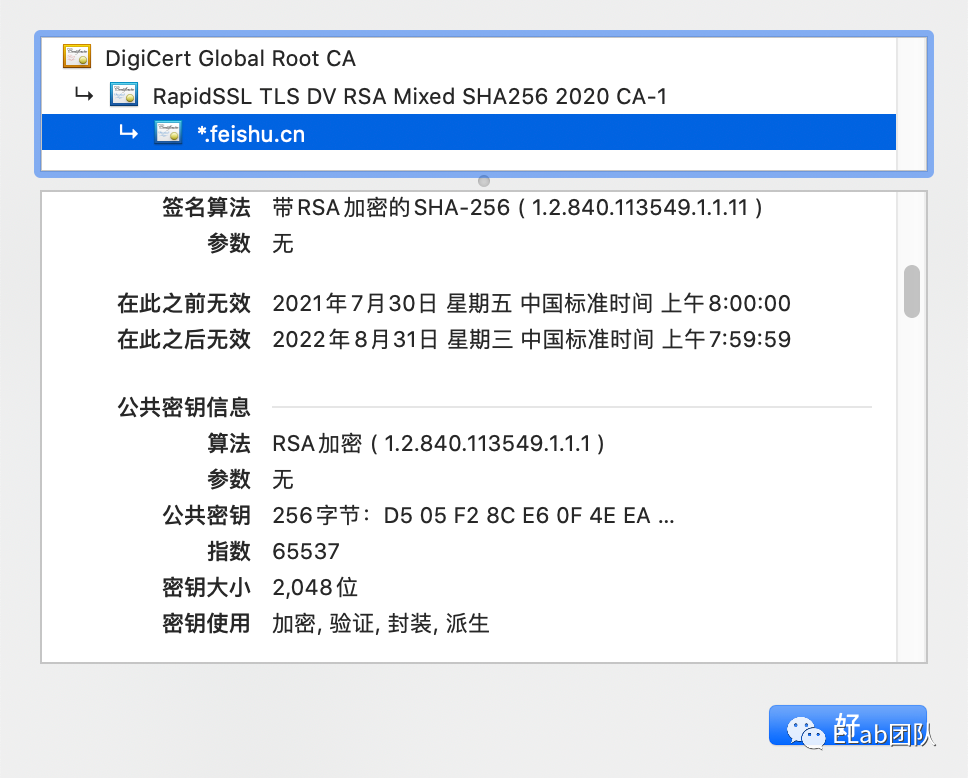 DigiCert Global Root CA
RapidSSL TLS DV RSA Mixed SHA256 2020 CA-1
*.feishu.cn
签名算法 带RSA加密的SHA-256 ( 1.2.840.113549.1.1.11 )
参数 无
在此之前无效 2021年7月30日 星期五 中国标准时间 上午8:00:00
在此之后无效 2022年8月31日 星期三 中国标准时间 上午7:59:59
公共密钥信息
算法 RSA加密 ( 1.2.840.113549.1.1.1 )
参数 无
公共密钥 256字节：D5 05 F2 8C E6 0F 4E EA ...
指数 65537
密钥大小 2,048位
密钥使用 加密, 验证, 封装, 派生
好
ELab团队